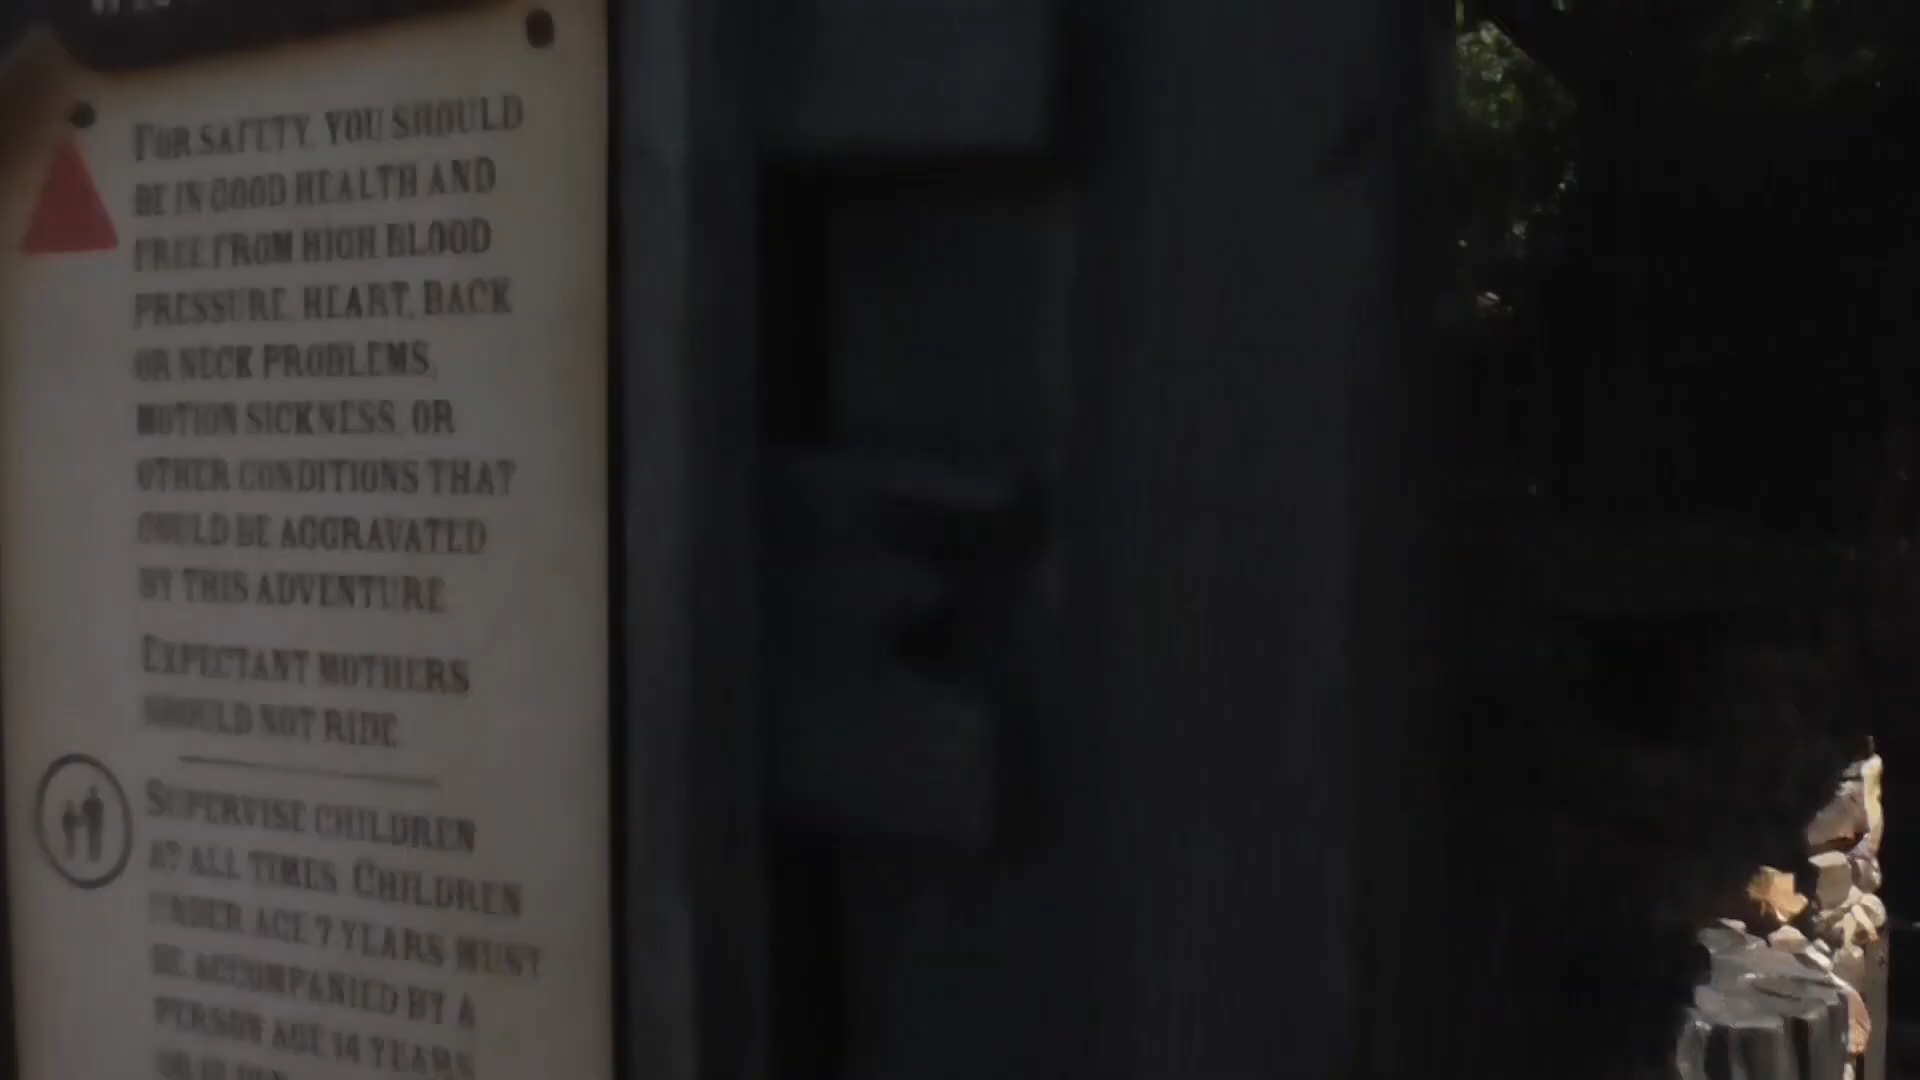 FOR SAFETY, YOU SHOULD
BE IN GOOD HEALTH AND
FREE FROM HIGH BLOOD
PRESSURE, HEART, BACK
OR NECK PROBLEMS,
MOTION SICKNESS, OR
OTHER CONDITIONS THAT
COULD BE AGGRAVATED
BY THIS ADVENTURE.
EXPECTANT MOTHERS
SHOULD NOT RIDE.
SUPERVISE CHILDREN
AT ALL TIMES. CHILDREN
UNDER AGE 7 YEARS MUST
BE ACCOMPANIED BY A
PERSON AGE 14 YEARS
OR OLDER.